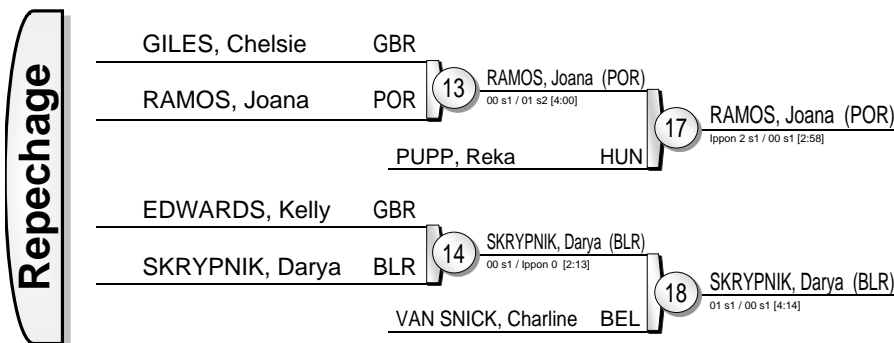 Repechage
GILES, Chelsie GBR
RAMOS, Joana POR
13
RAMOS, Joana (POR)
00 s1 / 01 s2 [4:00]
PUPP, Reka HUN
17
RAMOS, Joana (POR)
Ippon 2 s1 / 00 s1 [2:58]
EDWARDS, Kelly GBR
SKRYPNIK, Darya BLR
14
SKRYPNIK, Darya (BLR)
00 s1 / Ippon 0 [2:13]
VAN SNICK, Charline BEL
18
SKRYPNIK, Darya (BLR)
01 s1 / 00 s1 [4:14]